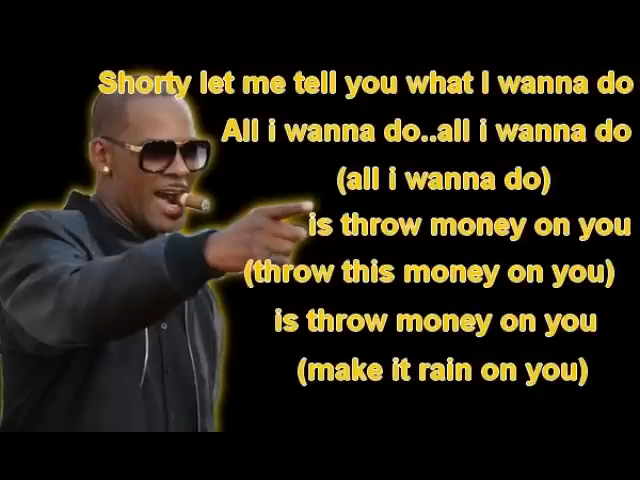 Shorty let me tell you what I wanna do
All i wanna do..all i wanna do
(all i wanna do)
is throw money on you
(throw this money on you)
is throw money on you
(make it rain on you)